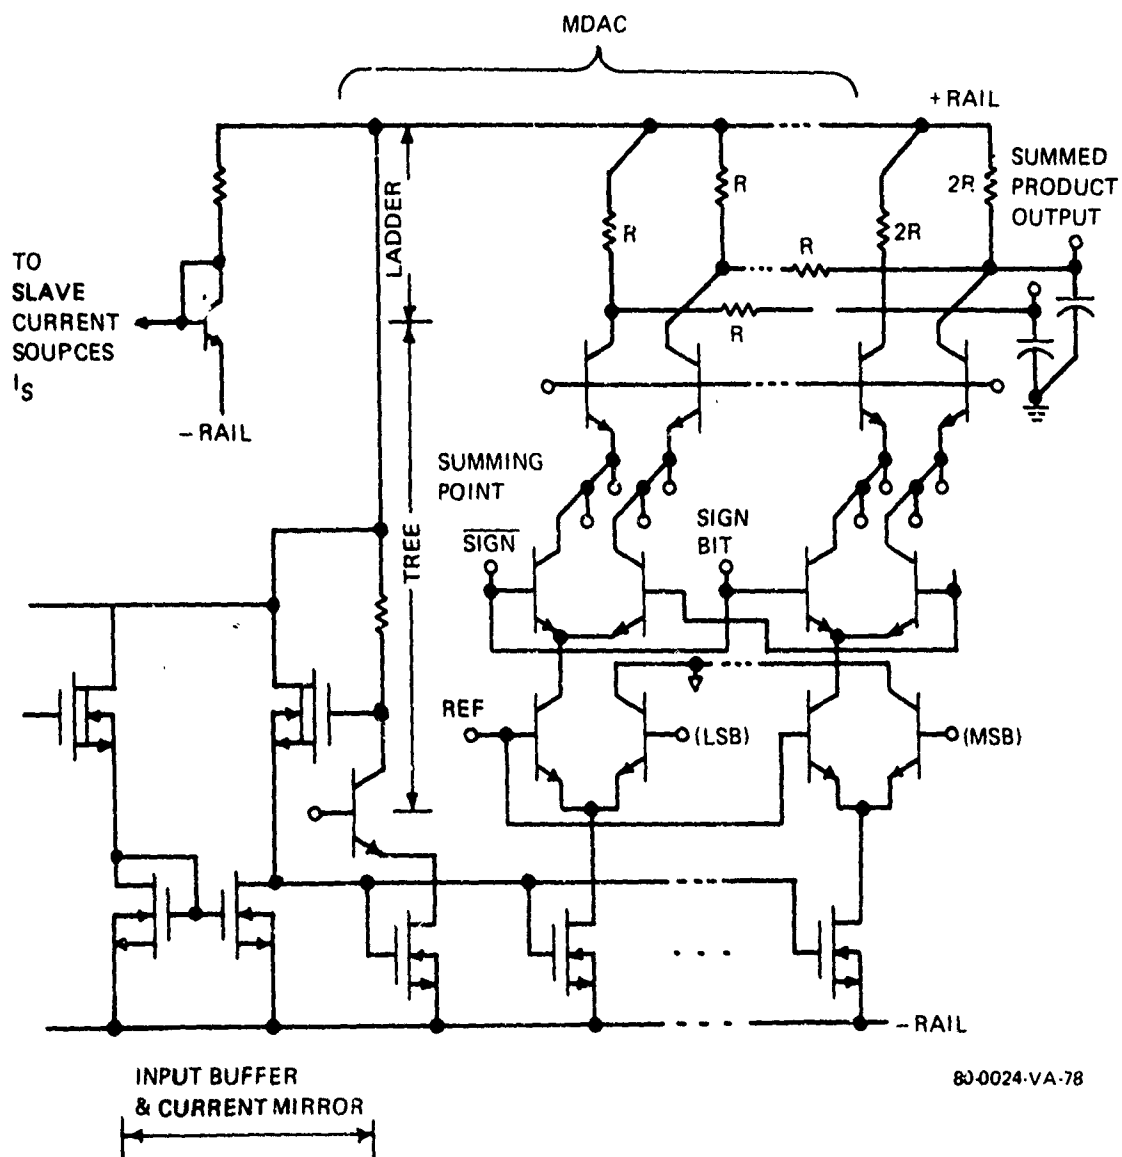 MDAC
+RAIL
SUMMED
PRODUCT
OUTPUT
LADDER
R
R
2R
2R
R
R
TO
SLAVE
CURRENT
SOUPCES
IS
−RAIL
SUMMING
POINT
TREE
SIGN
SIGN
BIT
REF
(LSB)
(MSB)
−RAIL
INPUT BUFFER
& CURRENT MIRROR
80-0024-VA-78